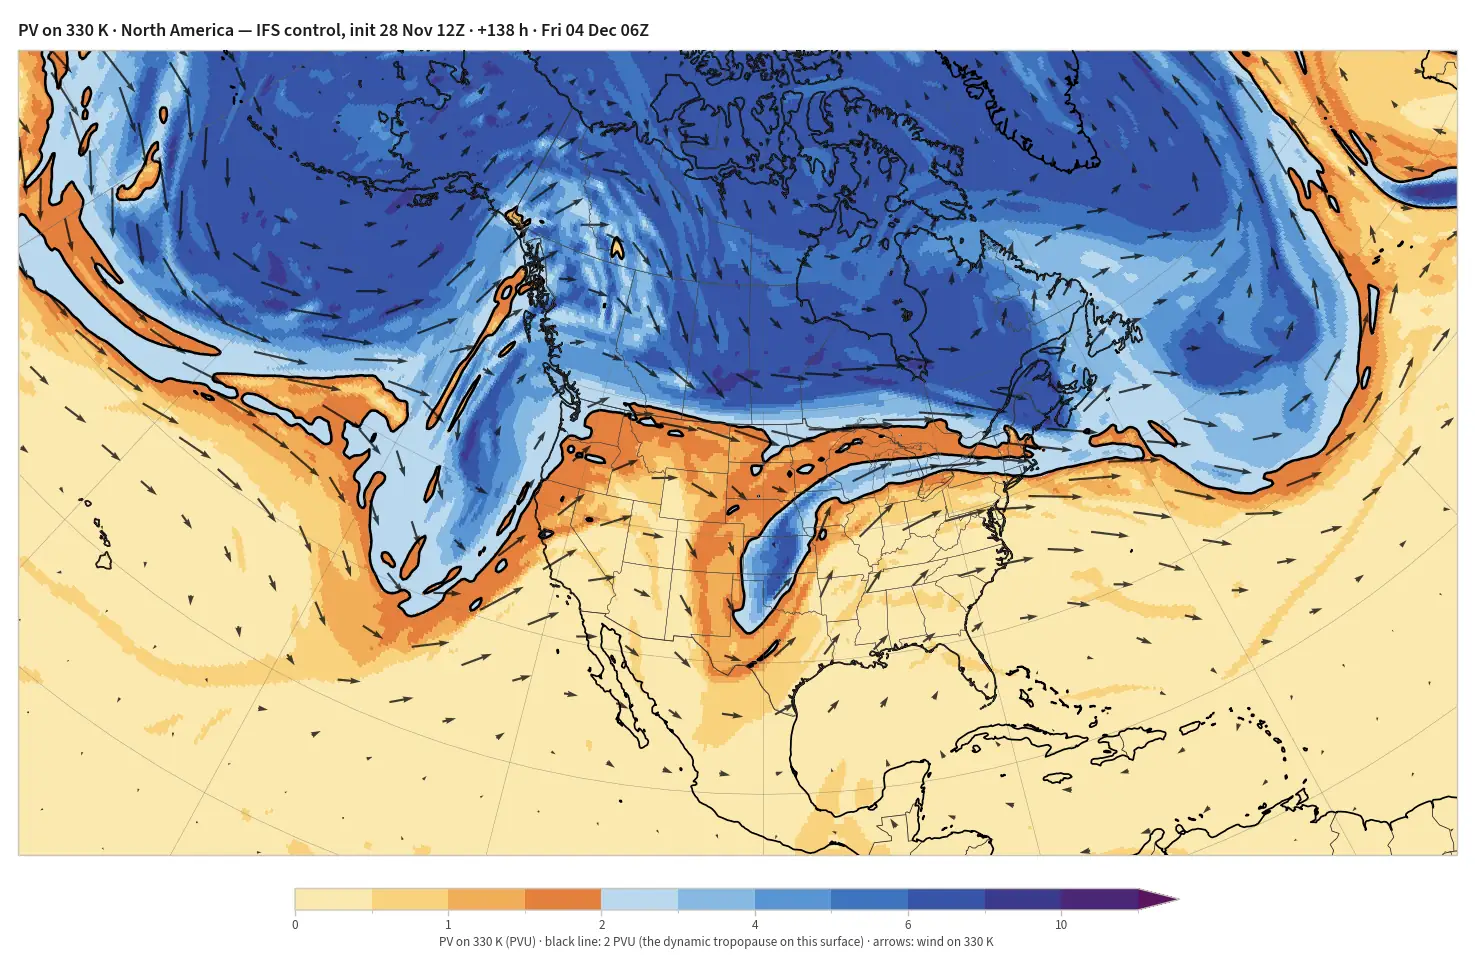 PV on 330 K · North America — IFS control, init 28 Nov 12Z · +138 h · Fri 04 Dec 06Z
0 1 2 4 6 10
PV on 330 K (PVU) · black line: 2 PVU (the dynamic tropopause on this surface) · arrows: wind on 330 K